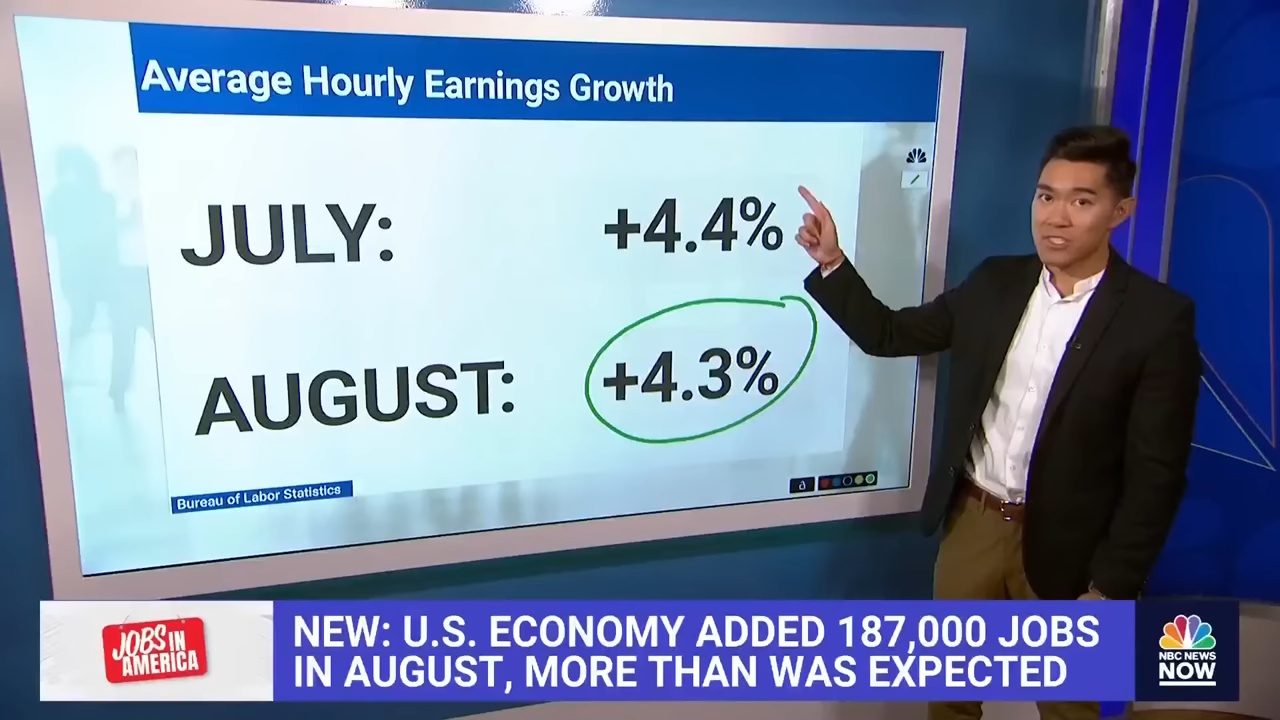 Average Hourly Earnings Growth
JULY: +4.4%
AUGUST: +4.3%
Bureau of Labor Statistics
a
JOBS IN
AMERICA
NEW: U.S. ECONOMY ADDED 187,000 JOBS
IN AUGUST, MORE THAN WAS EXPECTED
NBC NEWS
NOW